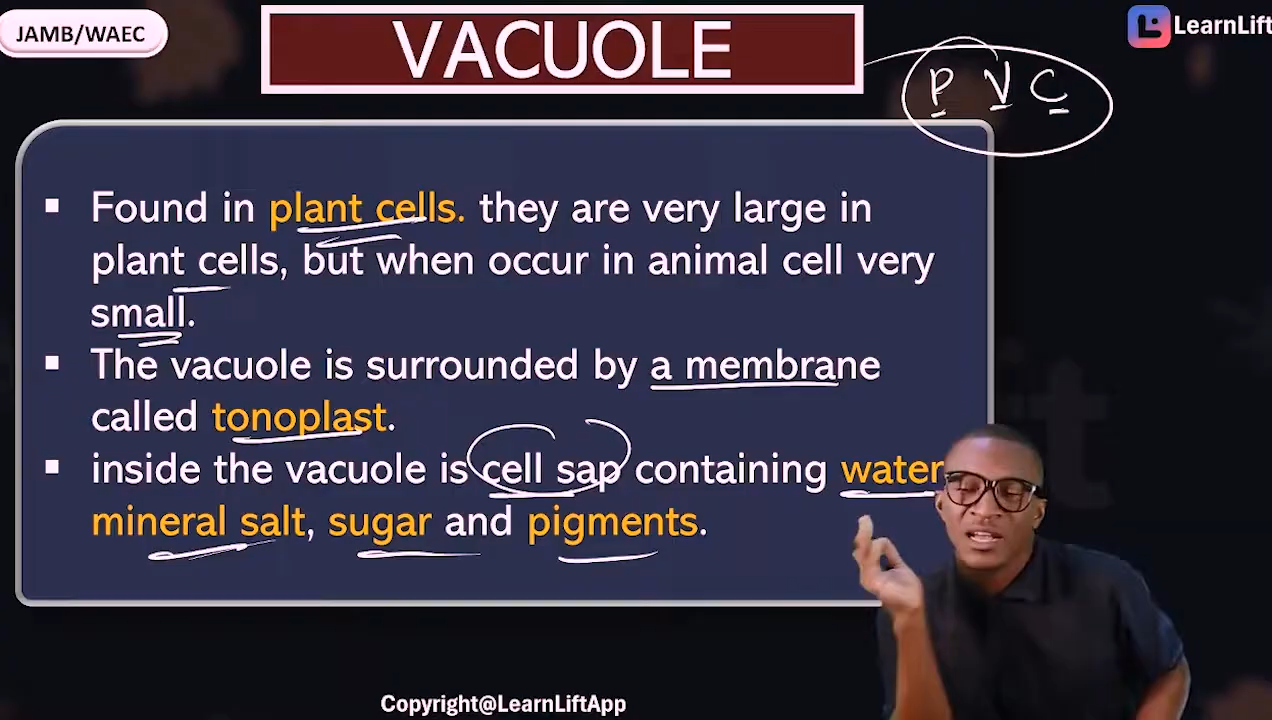 JAMB/WAEC
VACUOLE
LearnLift
P V C
▪ Found in plant cells. they are very large in
plant cells, but when occur in animal cell very
small.
▪ The vacuole is surrounded by a membrane
called tonoplast.
▪ inside the vacuole is cell sap containing water
mineral salt, sugar and pigments.
Copyright@LearnLiftApp